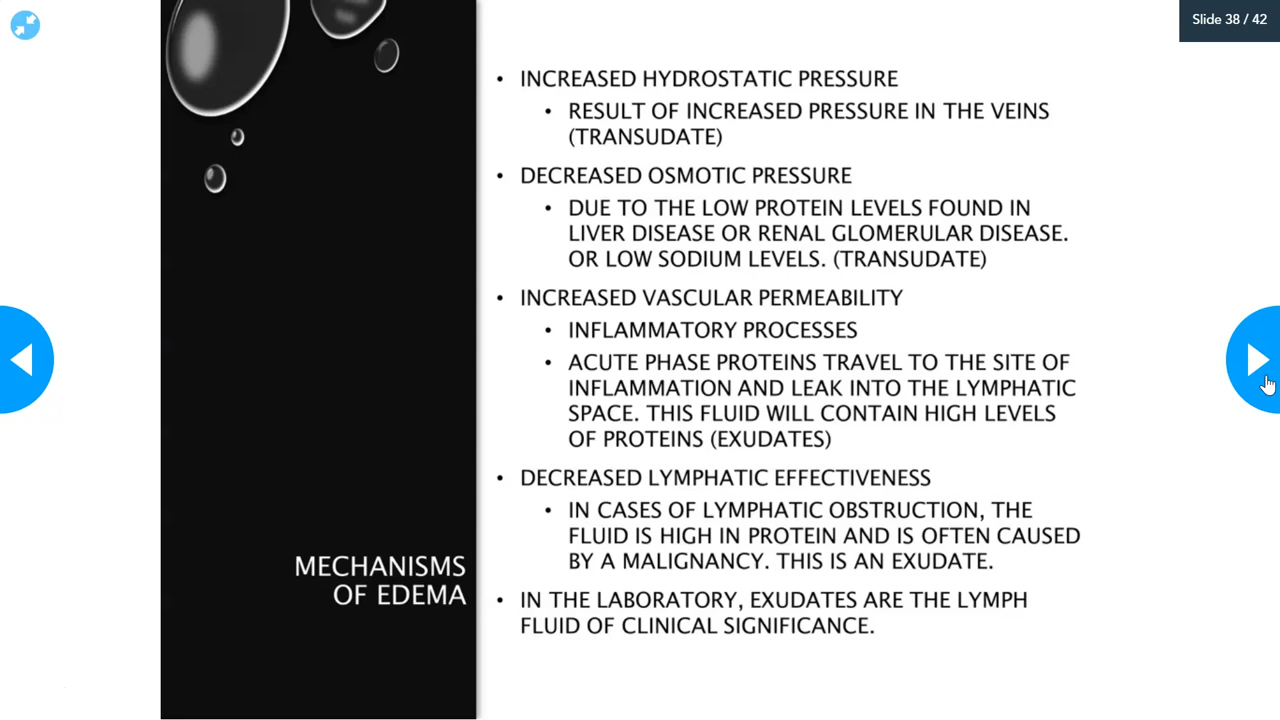 Slide 38 / 42
• INCREASED HYDROSTATIC PRESSURE
• RESULT OF INCREASED PRESSURE IN THE VEINS
(TRANSUDATE)
• DECREASED OSMOTIC PRESSURE
• DUE TO THE LOW PROTEIN LEVELS FOUND IN
LIVER DISEASE OR RENAL GLOMERULAR DISEASE.
OR LOW SODIUM LEVELS. (TRANSUDATE)
• INCREASED VASCULAR PERMEABILITY
• INFLAMMATORY PROCESSES
• ACUTE PHASE PROTEINS TRAVEL TO THE SITE OF
INFLAMMATION AND LEAK INTO THE LYMPHATIC
SPACE. THIS FLUID WILL CONTAIN HIGH LEVELS
OF PROTEINS (EXUDATES)
• DECREASED LYMPHATIC EFFECTIVENESS
• IN CASES OF LYMPHATIC OBSTRUCTION, THE
FLUID IS HIGH IN PROTEIN AND IS OFTEN CAUSED
BY A MALIGNANCY. THIS IS AN EXUDATE.
• IN THE LABORATORY, EXUDATES ARE THE LYMPH
FLUID OF CLINICAL SIGNIFICANCE.
MECHANISMS
OF EDEMA